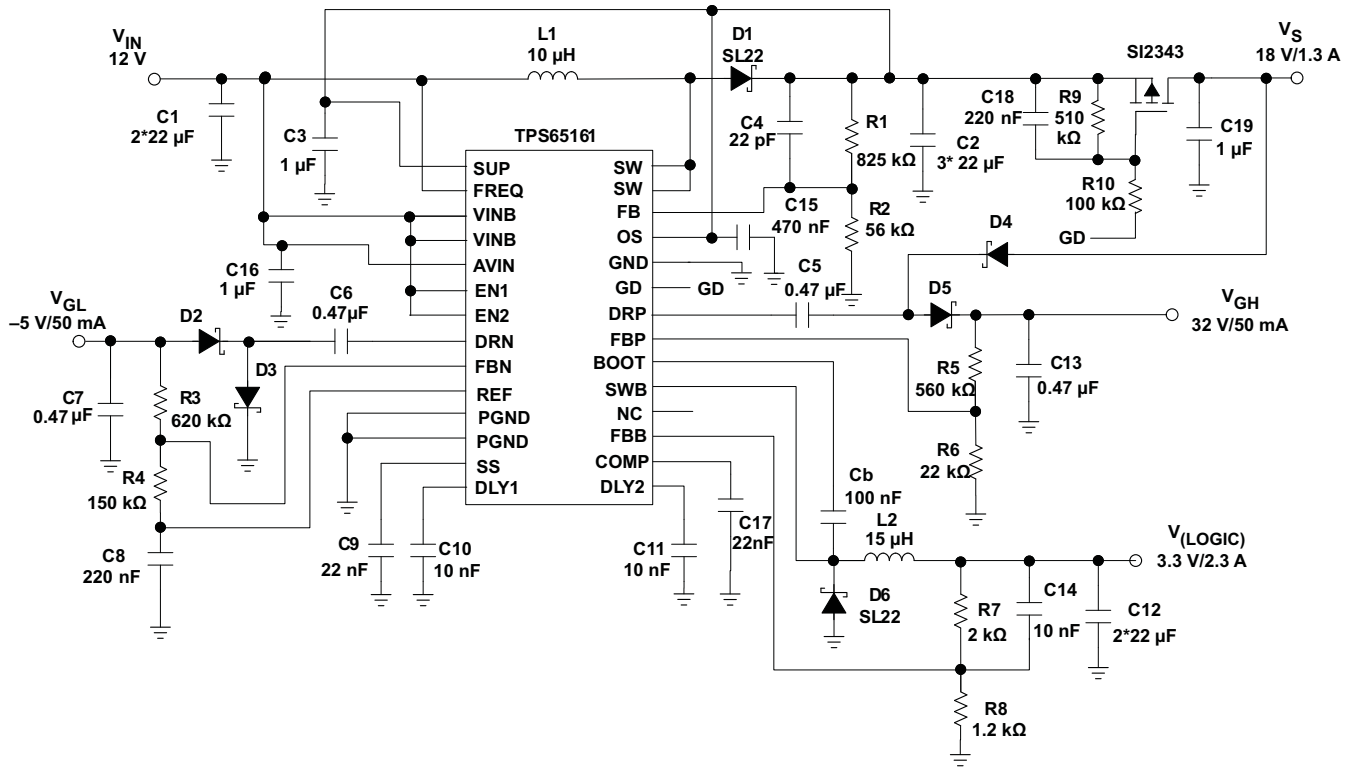 V_IN
12 V
C1
2*22 µF
C3
1 µF
L1
10 µH
D1
SL22
C4
22 pF
R1
825 kΩ
C2
3* 22 µF
C18
220 nF
R9
510
kΩ
SI2343
V_S
18 V/1.3 A
C19
1 µF
R10
100 kΩ
GD
TPS65161
SUP
FREQ
VINB
VINB
AVIN
EN1
EN2
DRN
FBN
REF
PGND
PGND
SS
DLY1
SW
SW
FB
OS
GND
GD
DRP
FBP
BOOT
SWB
NC
FBB
COMP
DLY2
GD
C15
470 nF
R2
56 kΩ
C5
0.47 µF
D4
D5
V_GH
32 V/50 mA
R5
560 kΩ
C13
0.47 µF
R6
22 kΩ
C16
1 µF
V_GL
–5 V/50 mA
D2
C6
0.47µF
D3
C7
0.47 µF
R3
620 kΩ
R4
150 kΩ
C8
220 nF
C9
22 nF
C10
10 nF
C11
10 nF
C17
22nF
Cb
100 nF
L2
15 µH
V_(LOGIC)
3.3 V/2.3 A
D6
SL22
R7
2 kΩ
C14
10 nF
C12
2*22 µF
R8
1.2 kΩ